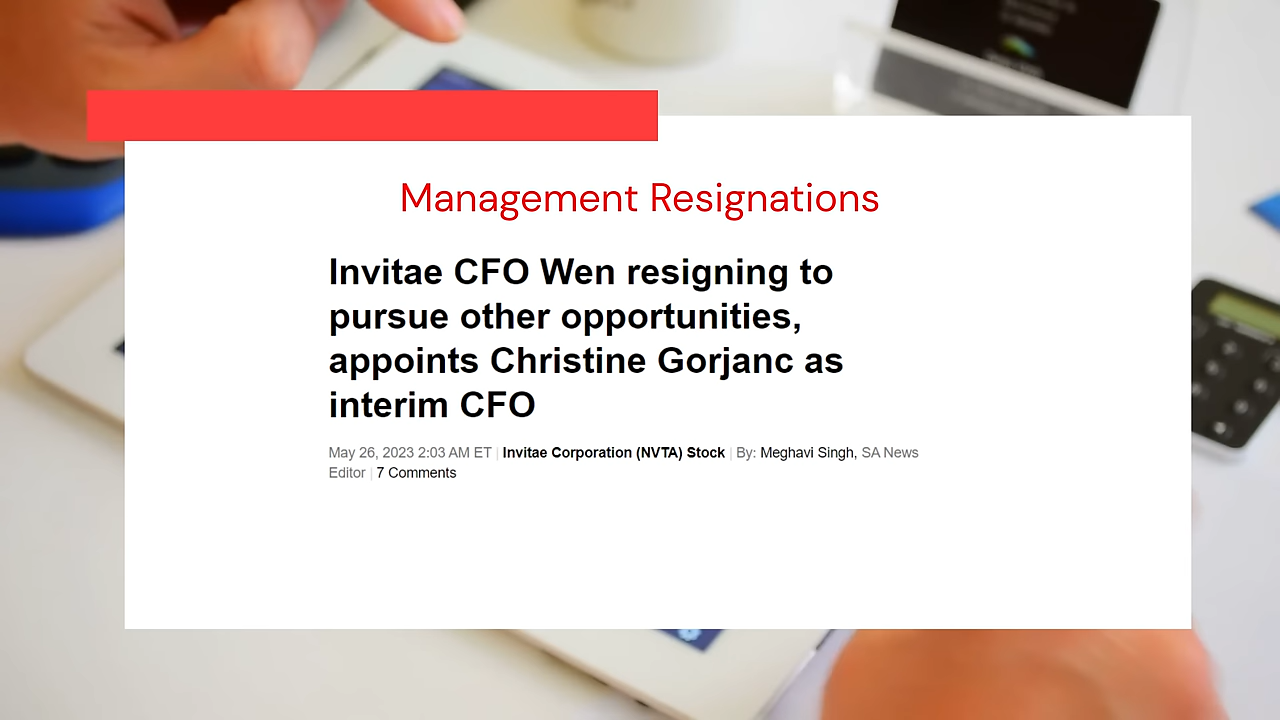 Management Resignations
Invitae CFO Wen resigning to
pursue other opportunities,
appoints Christine Gorjanc as
interim CFO
May 26, 2023 2:03 AM ET | Invitae Corporation (NVTA) Stock | By: Meghavi Singh, SA News
Editor | 7 Comments